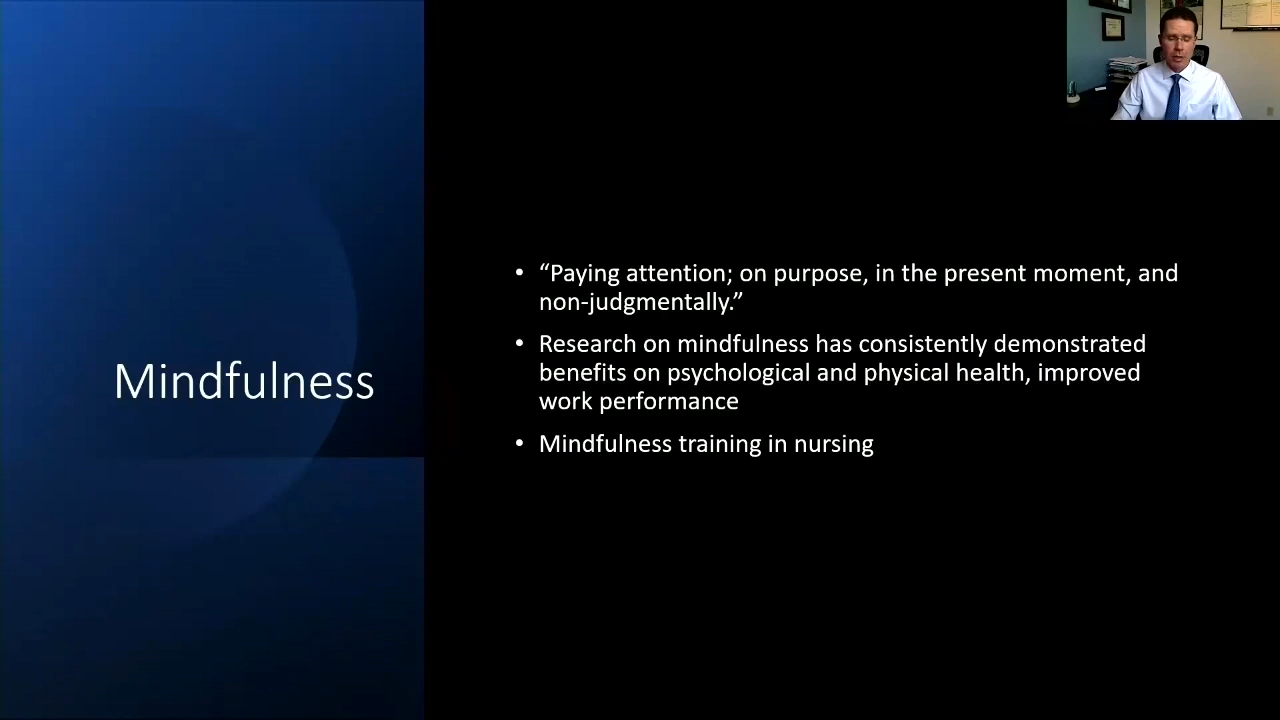 Mindfulness
• “Paying attention; on purpose, in the present moment, and
non-judgmentally.”
• Research on mindfulness has consistently demonstrated
benefits on psychological and physical health, improved
work performance
• Mindfulness training in nursing